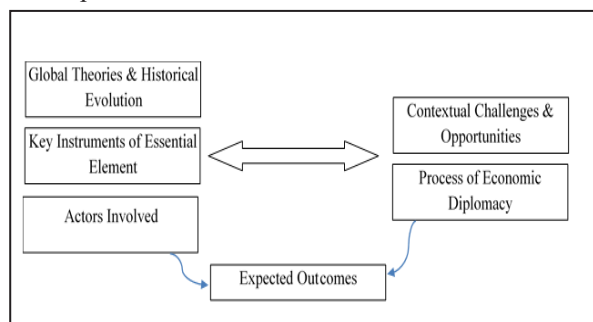 Global Theories & Historical
Evolution
Key Instruments of Essential
Element
Actors Involved
Contextual Challenges &
Opportunities
Process of Economic
Diplomacy
Expected Outcomes